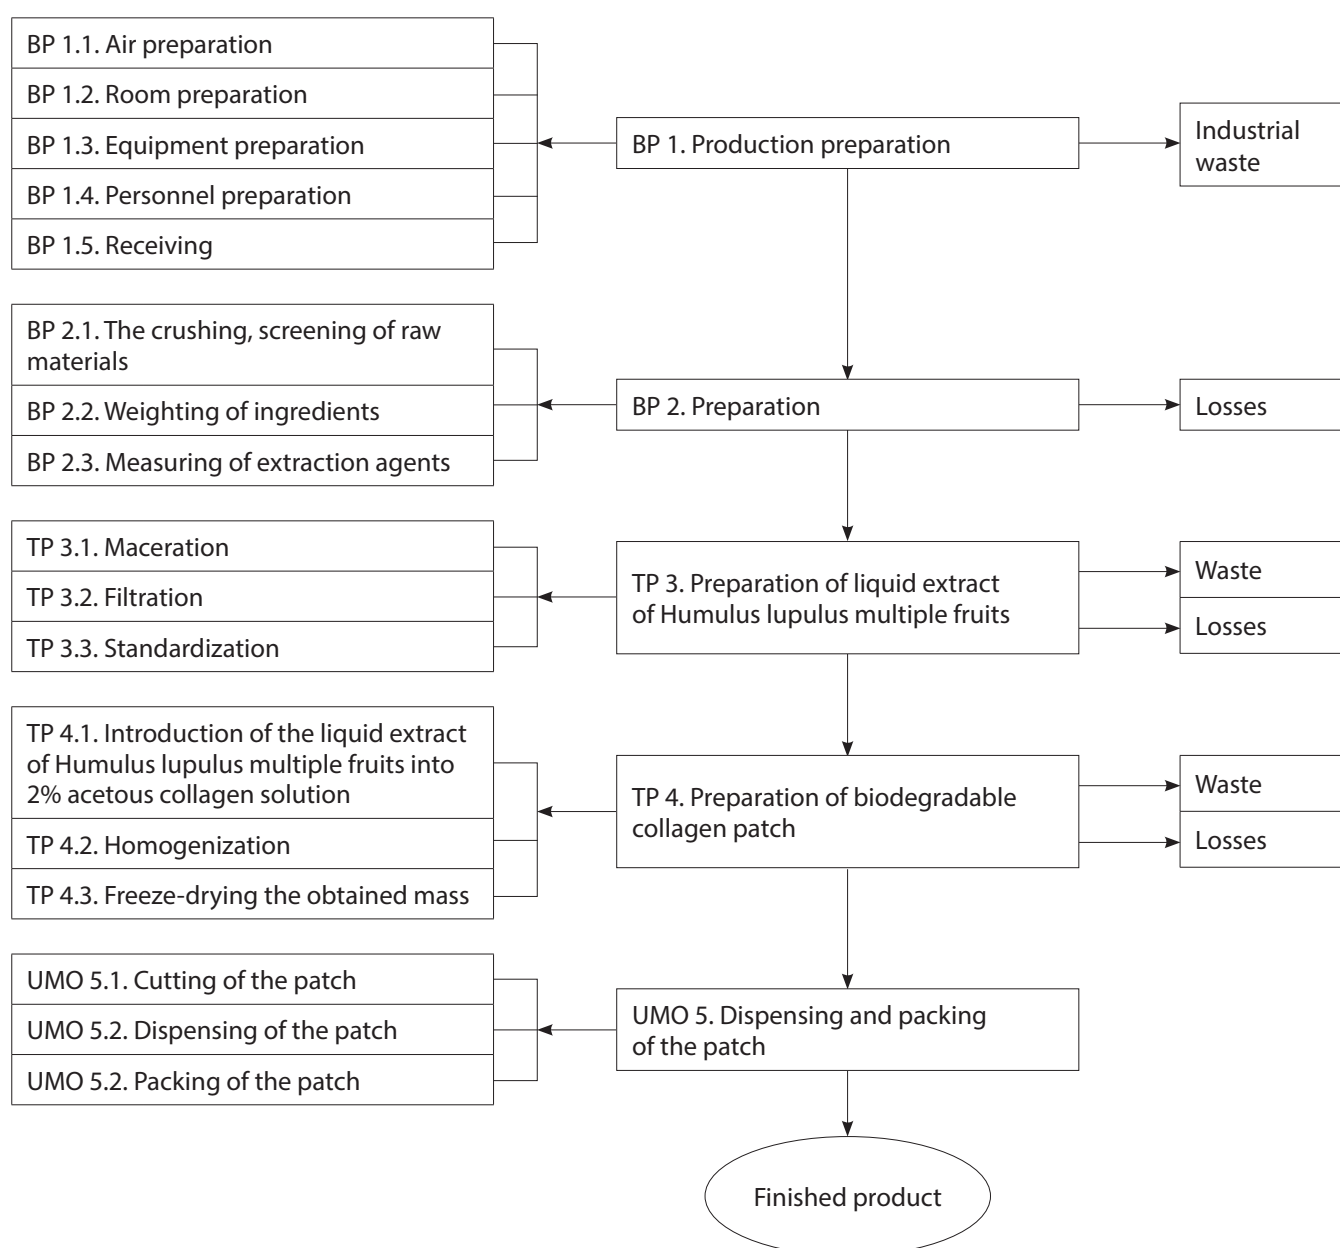 BP 1.1. Air preparation
BP 1.2. Room preparation
BP 1.3. Equipment preparation
BP 1.4. Personnel preparation
BP 1.5. Receiving
BP 1. Production preparation
Industrial
waste
BP 2.1. The crushing, screening of raw
materials
BP 2.2. Weighting of ingredients
BP 2.3. Measuring of extraction agents
BP 2. Preparation
Losses
TP 3.1. Maceration
TP 3.2. Filtration
TP 3.3. Standardization
TP 3. Preparation of liquid extract
of Humulus lupulus multiple fruits
Waste
Losses
TP 4.1. Introduction of the liquid extract
of Humulus lupulus multiple fruits into
2% acetous collagen solution
TP 4.2. Homogenization
TP 4.3. Freeze-drying the obtained mass
TP 4. Preparation of biodegradable
collagen patch
Waste
Losses
UMO 5.1. Cutting of the patch
UMO 5.2. Dispensing of the patch
UMO 5.2. Packing of the patch
UMO 5. Dispensing and packing
of the patch
Finished product